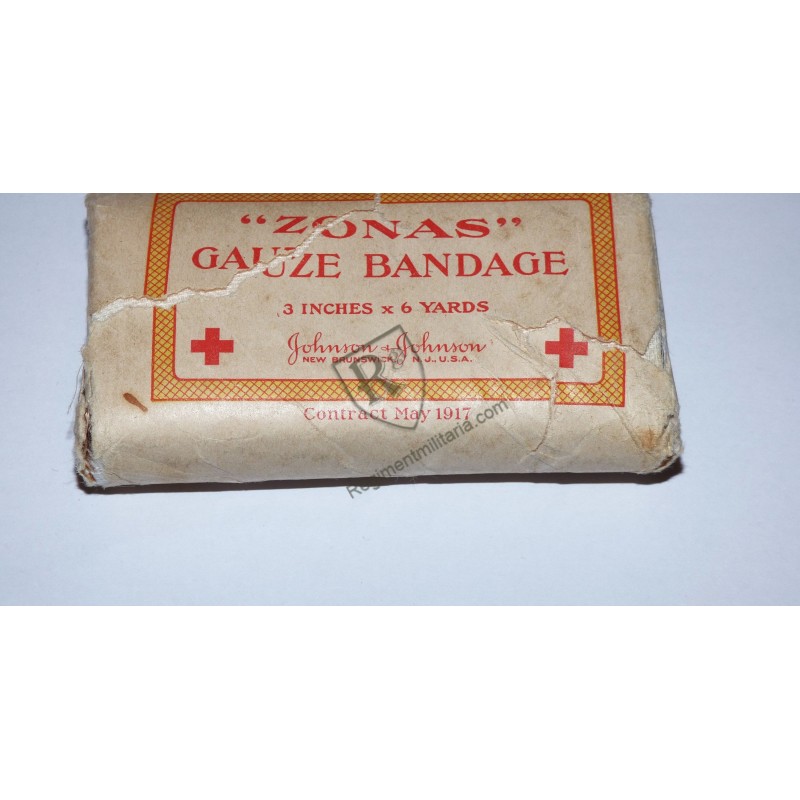 "ZONAS"
GAUZE BANDAGE
3 INCHES x 6 YARDS
Johnson & Johnson
NEW BRUNSWICK, N.J., U.S.A.
Contract May 1917
R
Regimentmilitaria.com